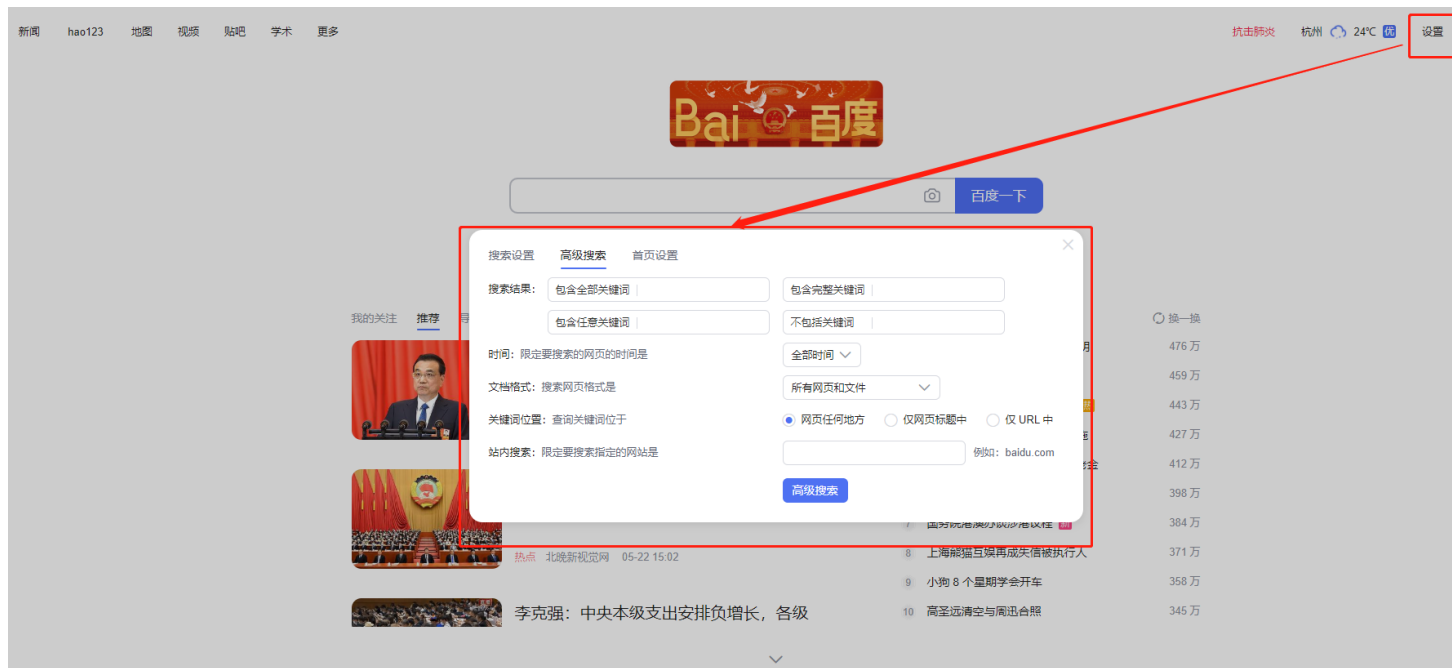 新闻 hao123 地图 视频 贴吧 学术 更多 抗击肺炎 杭州 24℃ 优 设置
Bai 百度
百度一下
搜索设置 高级搜索 首页设置
搜索结果: 包含全部关键词 包含完整关键词
包含任意关键词 不包括关键词
时间: 限定要搜索的网页的时间是 全部时间
文档格式: 搜索网页格式是 所有网页和文件
关键词位置: 查询关键词位于 网页任何地方 仅网页标题中 仅 URL 中
站内搜索: 限定要搜索指定的网站是 例如: baidu.com
高级搜索
我的关注 推荐 换一换
476 万
459 万
443 万
427 万
412 万
398 万
384 万
热点 北晚新视觉网 05-22 15:02
8 上海熊猫互娱再成失信被执行人 371 万
9 小狗 8 个星期学会开车 358 万
10 高圣远清空与周迅合照 345 万
李克强：中央本级支出安排负增长，各级